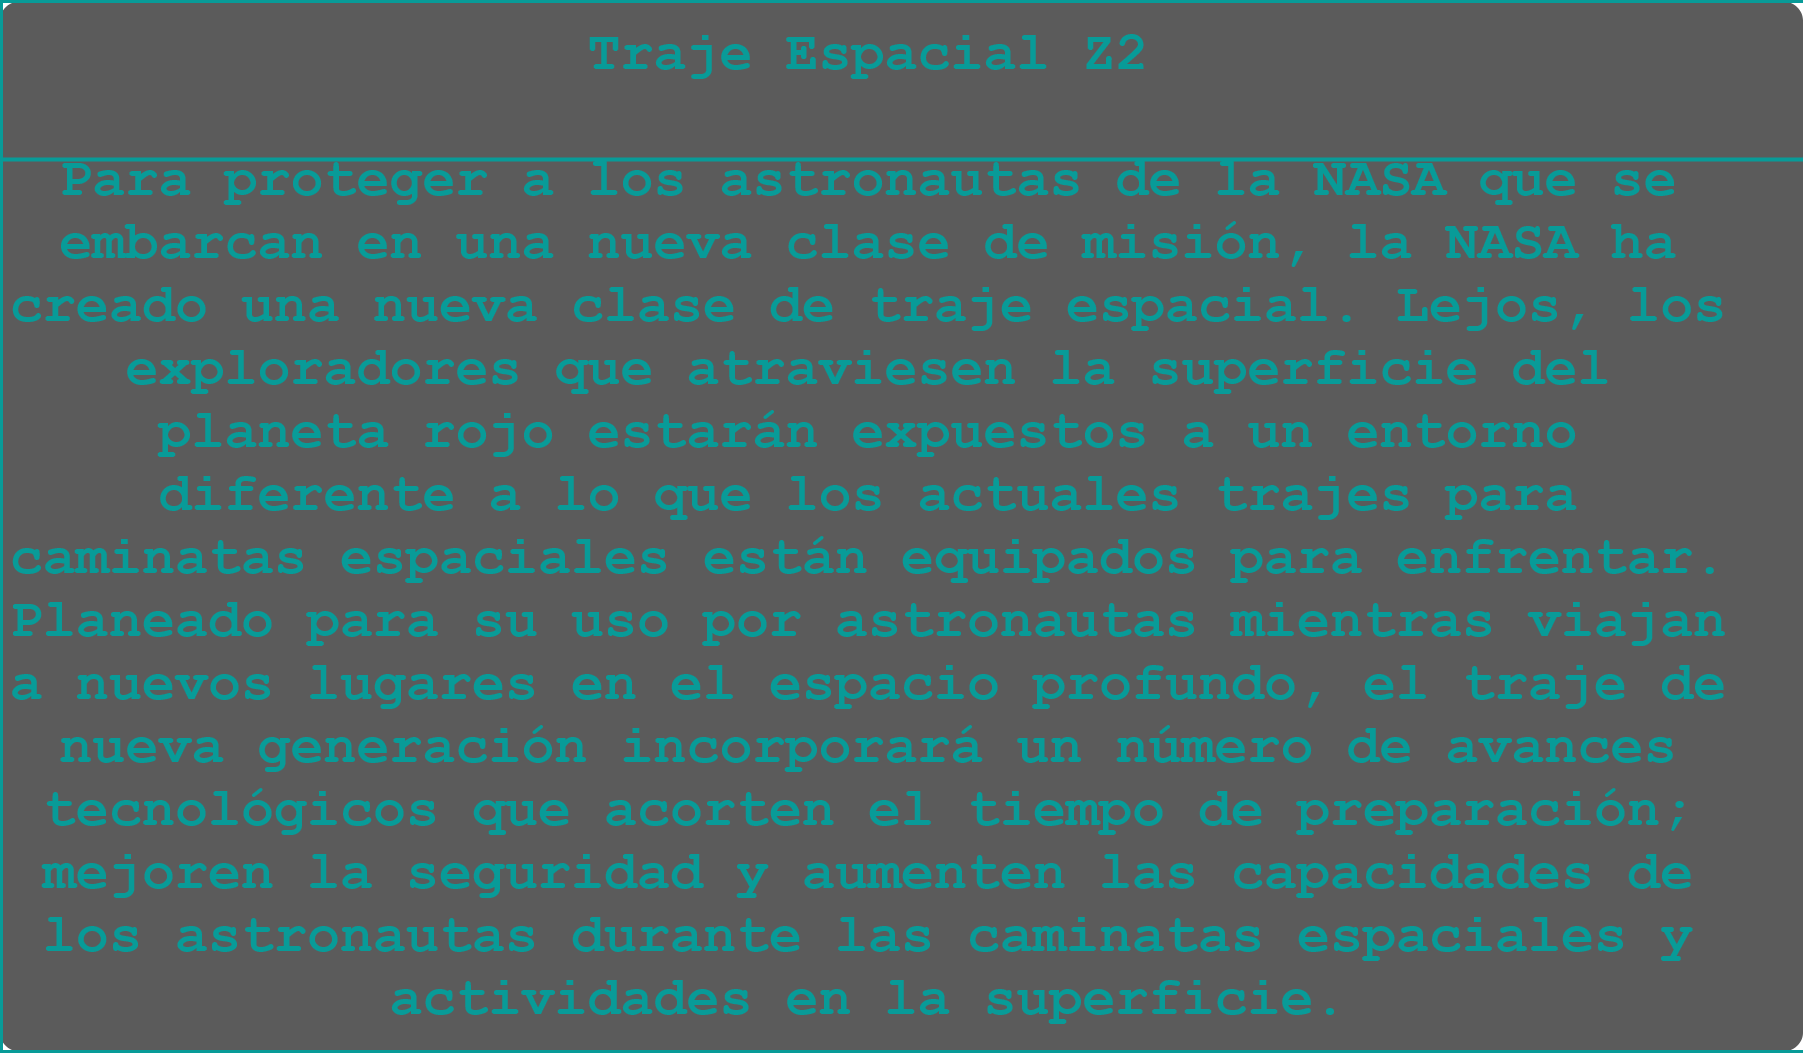 Traje Espacial Z2
Para proteger a los astronautas de la NASA que se
embarcan en una nueva clase de misión, la NASA ha
creado una nueva clase de traje espacial. Lejos, los
exploradores que atraviesen la superficie del
planeta rojo estarán expuestos a un entorno
diferente a lo que los actuales trajes para
caminatas espaciales están equipados para enfrentar.
Planeado para su uso por astronautas mientras viajan
a nuevos lugares en el espacio profundo, el traje de
nueva generación incorporará un número de avances
tecnológicos que acorten el tiempo de preparación;
mejoren la seguridad y aumenten las capacidades de
los astronautas durante las caminatas espaciales y
actividades en la superficie.